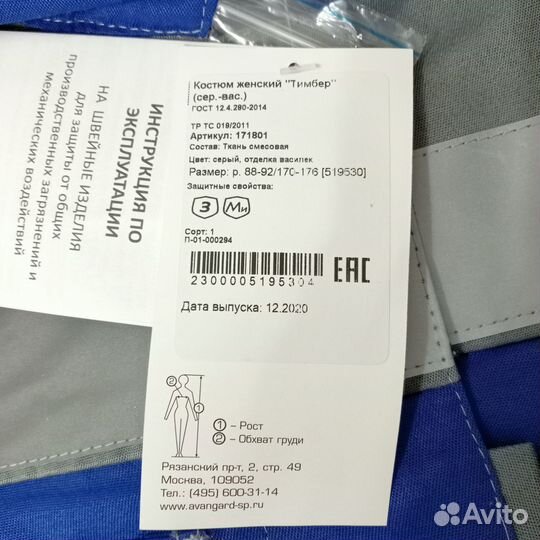 Костюм женский "Тимбер"
(сер.-вас.)
ГОСТ 12.4.280-2014
ТР ТС 019/2011
Артикул: 171801
Состав: Ткань смесовая
Цвет: серый, отделка василек
Размер: р. 88-92/170-176 [519530]
Защитные свойства:
З Ми
Сорт: 1
П-01-000294
2300005195304
EAC
Дата выпуска: 12.2020
1 – Рост
2 – Обхват груди
Рязанский пр-т, 2, стр. 49
Москва, 109052
Тел.: (495) 600-31-14
www.avangard-sp.ru
ИНСТРУКЦИЯ ПО
ЭКСПЛУАТАЦИИ
НА ШВЕЙНЫЕ ИЗДЕЛИЯ
для защиты от общих
производственных загрязнений и
механических воздействий
Avito